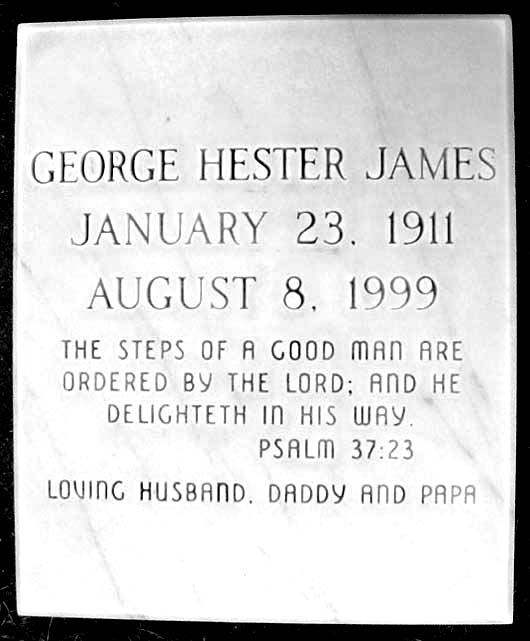 GEORGE HESTER JAMES
JANUARY 23, 1911
AUGUST 8, 1999
THE STEPS OF A GOOD MAN ARE
ORDERED BY THE LORD; AND HE
DELIGHTETH IN HIS WAY.
PSALM 37:23
LOVING HUSBAND, DADDY AND PAPA